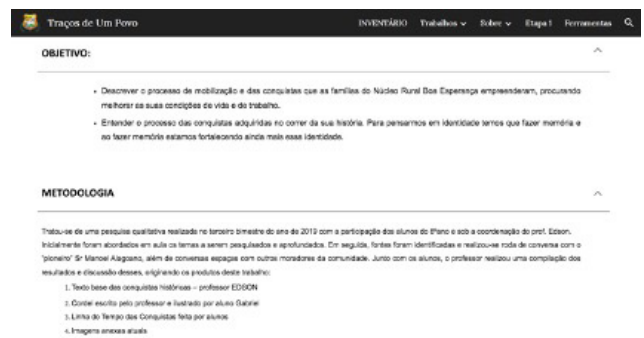 Traços de Um Povo
INVENTÁRIO Trabalhos Sobre Etapa 1 Ferramentas
OBJETIVO:
• Descrever o processo de mobilização e das conquistas que as famílias do Núcleo Rural Boa Esperança empreenderam, procurando
melhorar as suas condições de vida e do trabalho.
• Entender o processo das conquistas adquiridas no correr da sua história. Para pensarmos em identidade temos que fazer memória e
ao fazer memória estamos fortalecendo ainda mais essa identidade.
METODOLOGIA
Tratou-se de uma pesquisa qualitativa realizada no terceiro bimestre do ano de 2019 com a participação dos alunos do 8ºano e sob a coordenação do prof. Edson.
Inicialmente foram abordados em aula os temas a serem pesquisados e aprofundados. Em seguida, fontes foram identificadas e realizou-se roda de conversa com o
"pioneiro" Sr Manoel Alagoano, além de conversas espaças com outros moradores da comunidade. Junto com os alunos, o professor realizou uma compilação dos
resultados e discussão desses, originando os produtos deste trabalho:
1. Texto base das conquistas históricas – professor EDSON
2. Cordel escrito pelo professor e ilustrado por aluno Gabriel
3. Linha do Tempo das Conquistas feita por alunos
4. Imagens anexas atuais